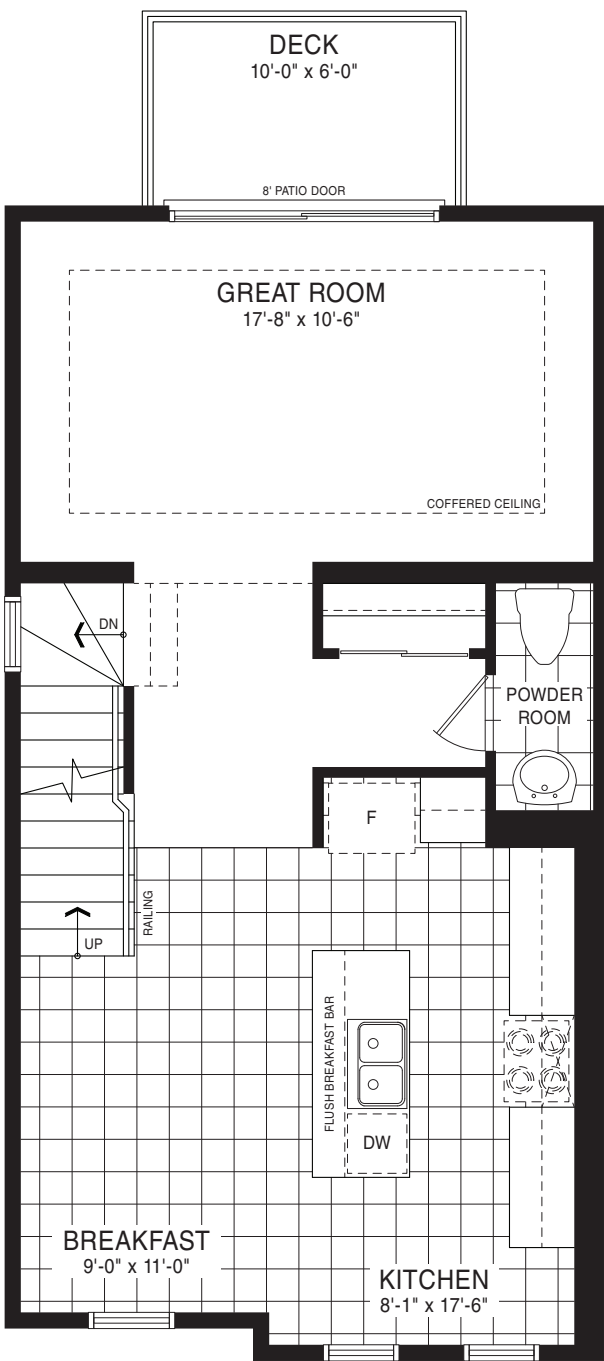 DECK
10'-0" x 6'-0"
8' PATIO DOOR
GREAT ROOM
17'-8" x 10'-6"
COFFERED CEILING
DN
POWDER
ROOM
F
RAILING
UP
FLUSH BREAKFAST BAR
DW
BREAKFAST
9'-0" x 11'-0"
KITCHEN
8'-1" x 17'-6"